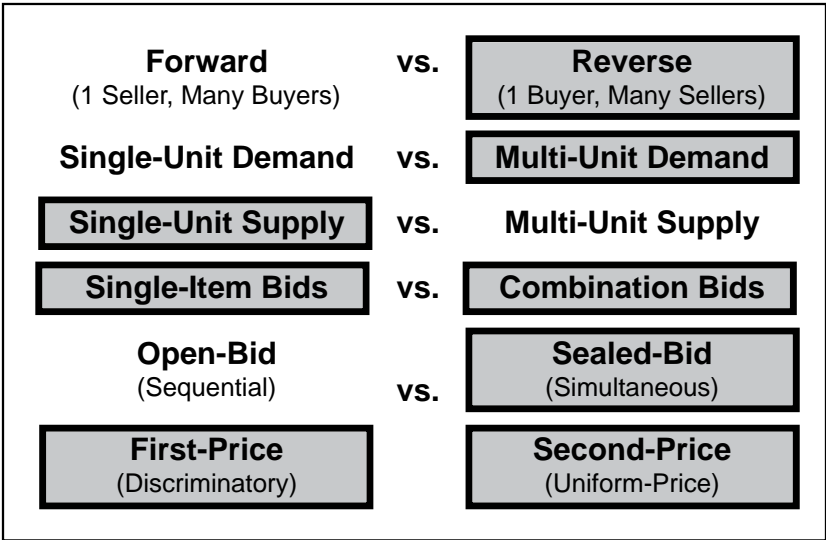 Forward vs. Reverse
(1 Seller, Many Buyers) (1 Buyer, Many Sellers)
Single-Unit Demand vs. Multi-Unit Demand
Single-Unit Supply vs. Multi-Unit Supply
Single-Item Bids vs. Combination Bids
Open-Bid Sealed-Bid
(Sequential) vs. (Simultaneous)
First-Price Second-Price
(Discriminatory) (Uniform-Price)